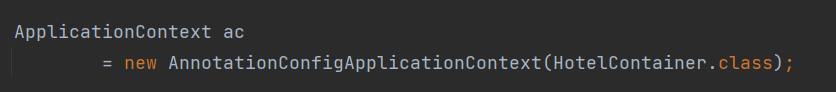 ApplicationContext ac
= new AnnotationConfigApplicationContext(HotelContainer.class);